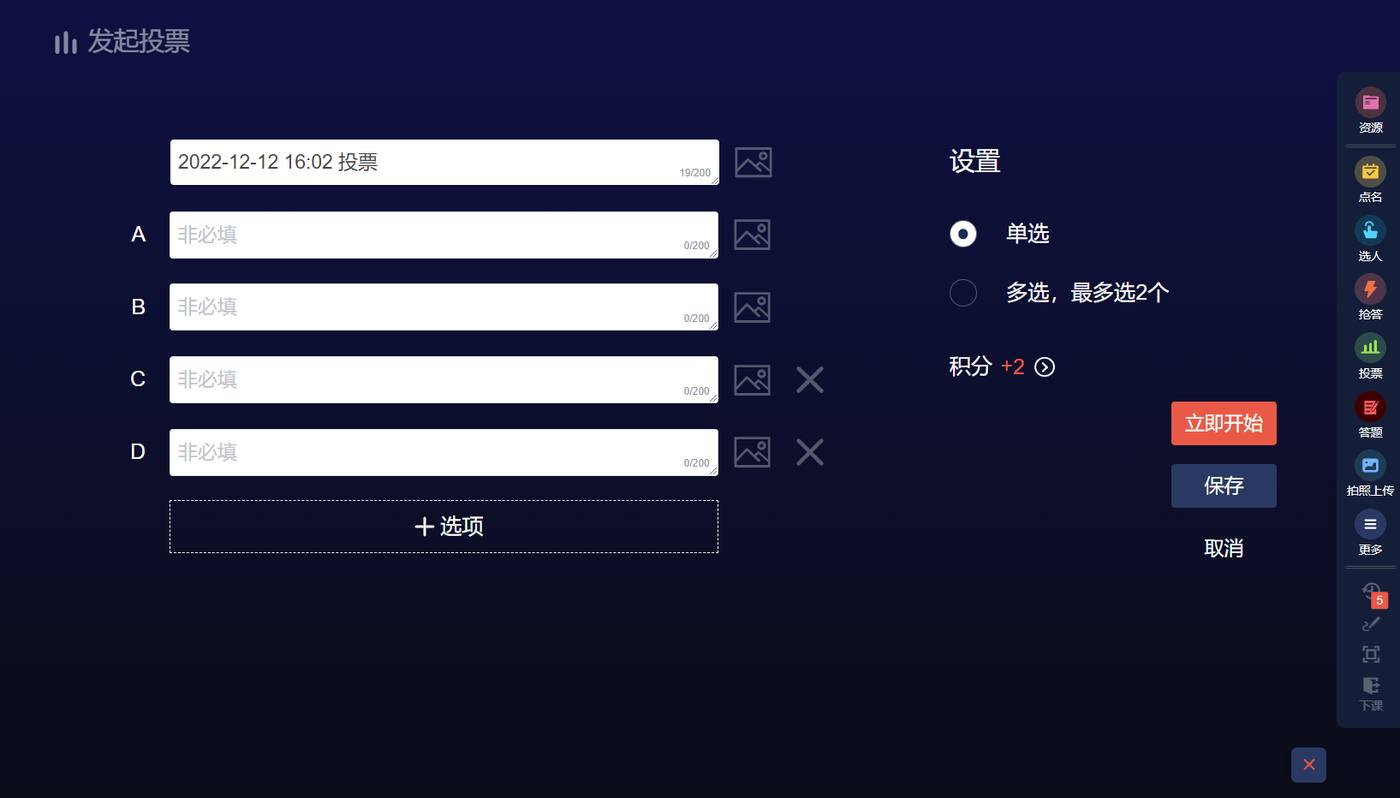 发起投票
2022-12-12 16:02 投票
19/200
A
非必填
0/200
B
非必填
0/200
C
非必填
0/200
D
非必填
0/200
选项
设置
单选
多选，最多选2个
积分 +2
立即开始
保存
取消
资源
点名
选人
抢答
投票
答题
拍照上传
更多
5
下课